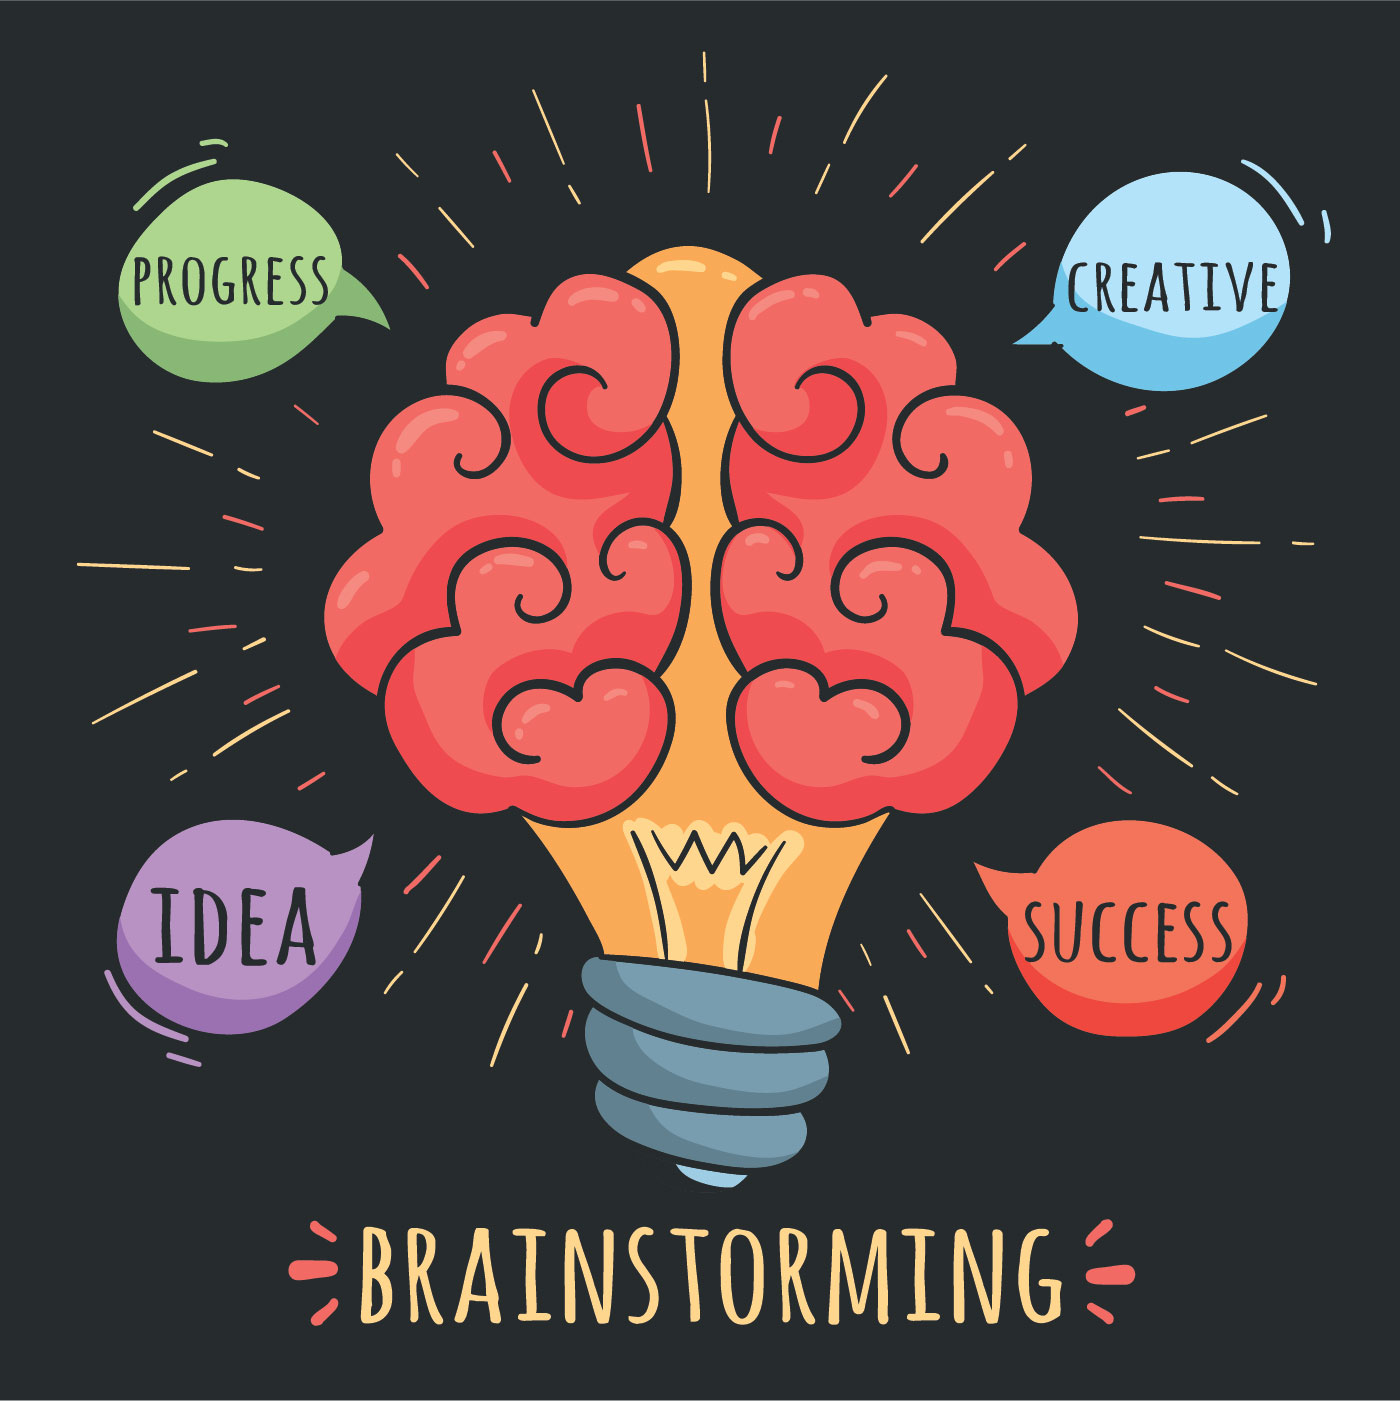 PROGRESS
CREATIVE
IDEA
SUCCESS
BRAINSTORMING